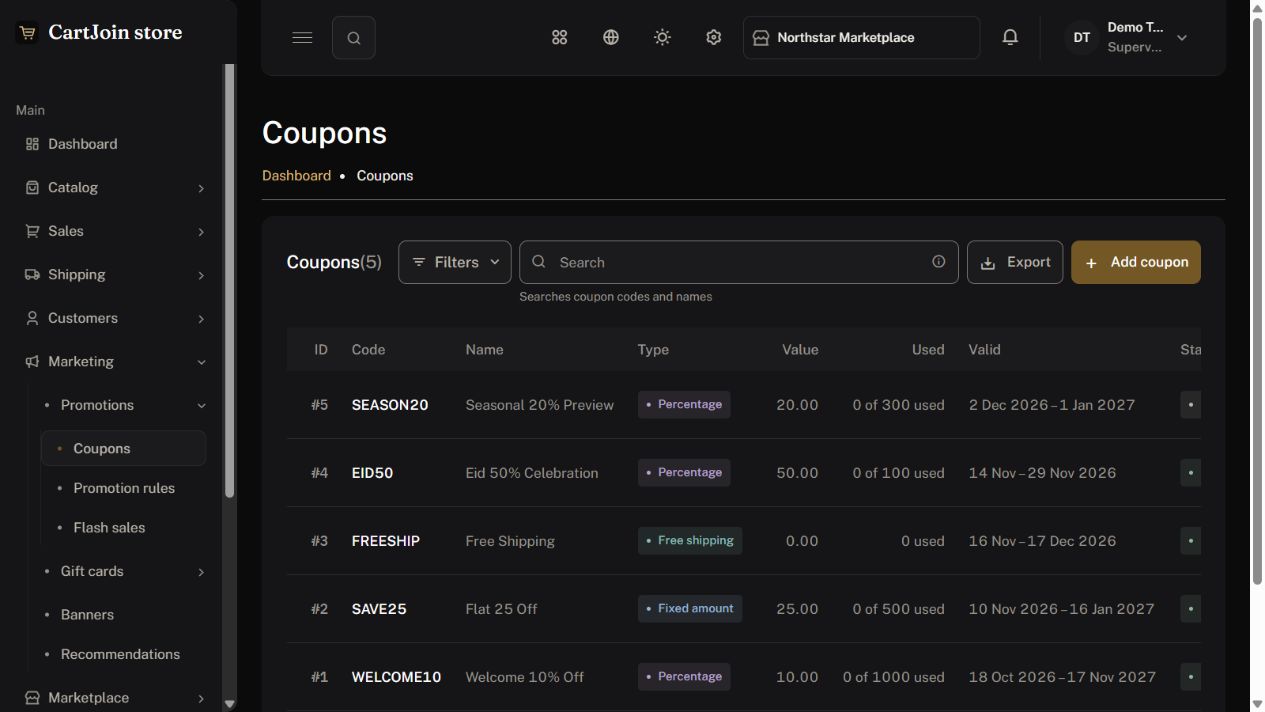 CartJoin store
Northstar Marketplace
DT
Demo T...
Superv...
Main
Dashboard
Catalog
Sales
Shipping
Customers
Marketing
Promotions
Coupons
Promotion rules
Flash sales
Gift cards
Banners
Recommendations
Marketplace
Coupons
Dashboard • Coupons
Coupons(5)
Filters
Search
Export
+ Add coupon
Searches coupon codes and names
ID Code Name Type Value Used Valid Sta
#5 SEASON20 Seasonal 20% Preview • Percentage 20.00 0 of 300 used 2 Dec 2026 – 1 Jan 2027
#4 EID50 Eid 50% Celebration • Percentage 50.00 0 of 100 used 14 Nov – 29 Nov 2026
#3 FREESHIP Free Shipping • Free shipping 0.00 0 used 16 Nov – 17 Dec 2026
#2 SAVE25 Flat 25 Off • Fixed amount 25.00 0 of 500 used 10 Nov 2026 – 16 Jan 2027
#1 WELCOME10 Welcome 10% Off • Percentage 10.00 0 of 1000 used 18 Oct 2026 – 17 Nov 2027